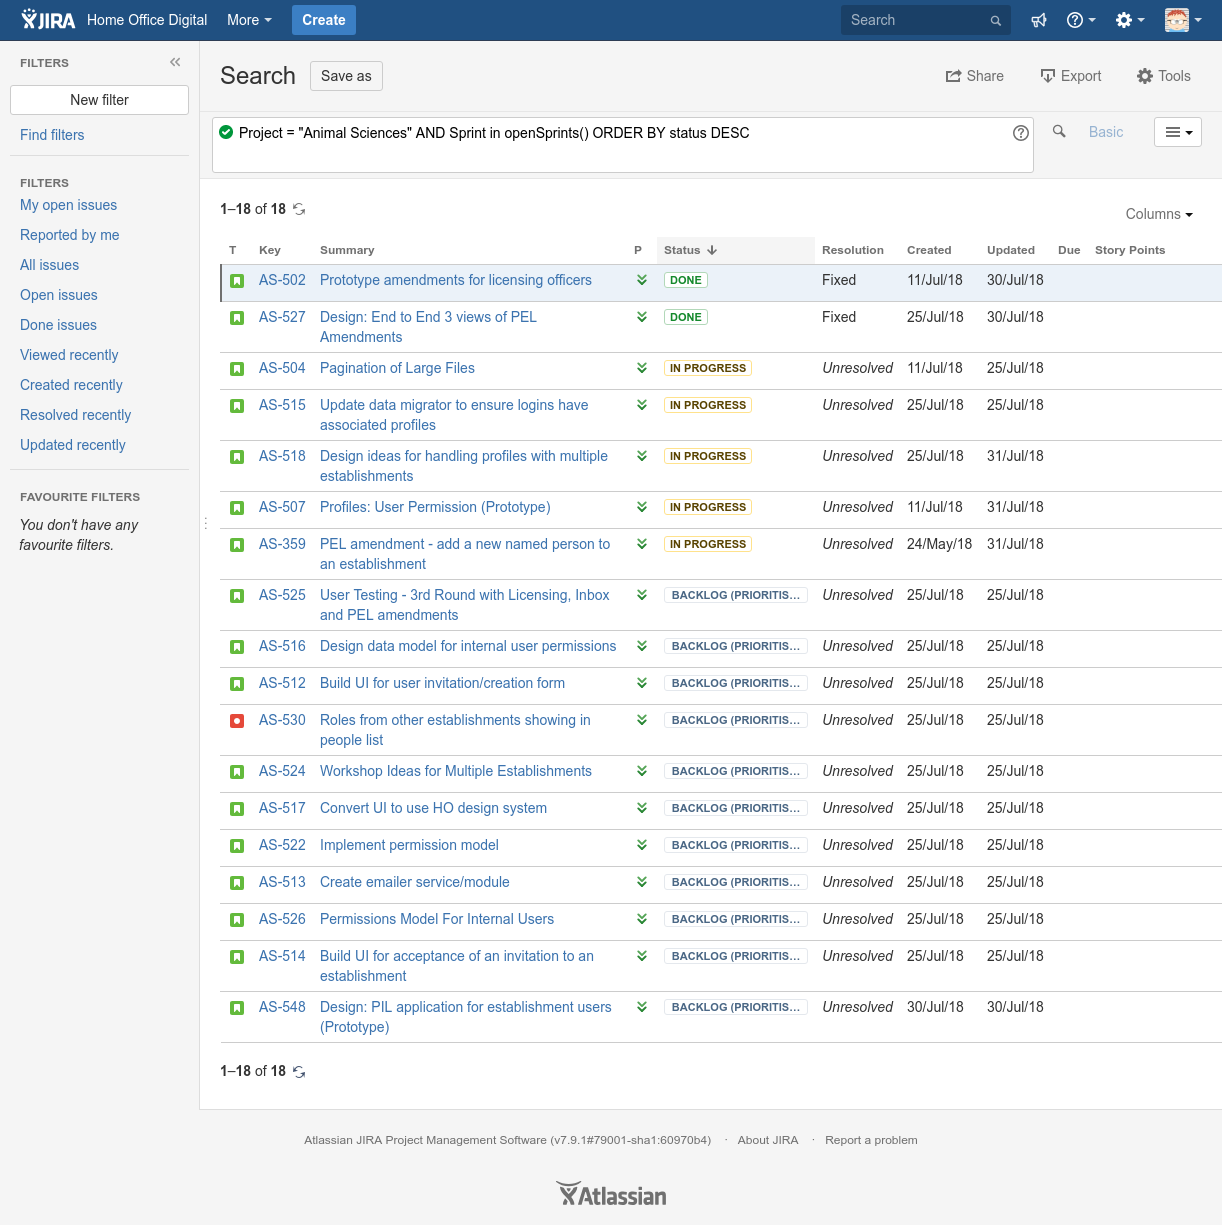 JIRA Home Office Digital More Create Search
FILTERS
New filter
Find filters
FILTERS
My open issues
Reported by me
All issues
Open issues
Done issues
Viewed recently
Created recently
Resolved recently
Updated recently
FAVOURITE FILTERS
You don't have any
favourite filters.
Search Save as Share Export Tools
Project = "Animal Sciences" AND Sprint in openSprints() ORDER BY status DESC
Basic
1–18 of 18
Columns
T Key Summary P Status Resolution Created Updated Due Story Points
AS-502 Prototype amendments for licensing officers DONE Fixed 11/Jul/18 30/Jul/18
AS-527 Design: End to End 3 views of PEL DONE Fixed 25/Jul/18 30/Jul/18
Amendments
AS-504 Pagination of Large Files IN PROGRESS Unresolved 11/Jul/18 25/Jul/18
AS-515 Update data migrator to ensure logins have IN PROGRESS Unresolved 25/Jul/18 25/Jul/18
associated profiles
AS-518 Design ideas for handling profiles with multiple IN PROGRESS Unresolved 25/Jul/18 31/Jul/18
establishments
AS-507 Profiles: User Permission (Prototype) IN PROGRESS Unresolved 11/Jul/18 31/Jul/18
AS-359 PEL amendment - add a new named person to IN PROGRESS Unresolved 24/May/18 31/Jul/18
an establishment
AS-525 User Testing - 3rd Round with Licensing, Inbox BACKLOG (PRIORITIS... Unresolved 25/Jul/18 25/Jul/18
and PEL amendments
AS-516 Design data model for internal user permissions BACKLOG (PRIORITIS... Unresolved 25/Jul/18 25/Jul/18
AS-512 Build UI for user invitation/creation form BACKLOG (PRIORITIS... Unresolved 25/Jul/18 25/Jul/18
AS-530 Roles from other establishments showing in BACKLOG (PRIORITIS... Unresolved 25/Jul/18 25/Jul/18
people list
AS-524 Workshop Ideas for Multiple Establishments BACKLOG (PRIORITIS... Unresolved 25/Jul/18 25/Jul/18
AS-517 Convert UI to use HO design system BACKLOG (PRIORITIS... Unresolved 25/Jul/18 25/Jul/18
AS-522 Implement permission model BACKLOG (PRIORITIS... Unresolved 25/Jul/18 25/Jul/18
AS-513 Create emailer service/module BACKLOG (PRIORITIS... Unresolved 25/Jul/18 25/Jul/18
AS-526 Permissions Model For Internal Users BACKLOG (PRIORITIS... Unresolved 25/Jul/18 25/Jul/18
AS-514 Build UI for acceptance of an invitation to an BACKLOG (PRIORITIS... Unresolved 25/Jul/18 25/Jul/18
establishment
AS-548 Design: PIL application for establishment users BACKLOG (PRIORITIS... Unresolved 30/Jul/18 30/Jul/18
(Prototype)
1–18 of 18
Atlassian JIRA Project Management Software (v7.9.1#79001-sha1:60970b4) · About JIRA · Report a problem
Atlassian